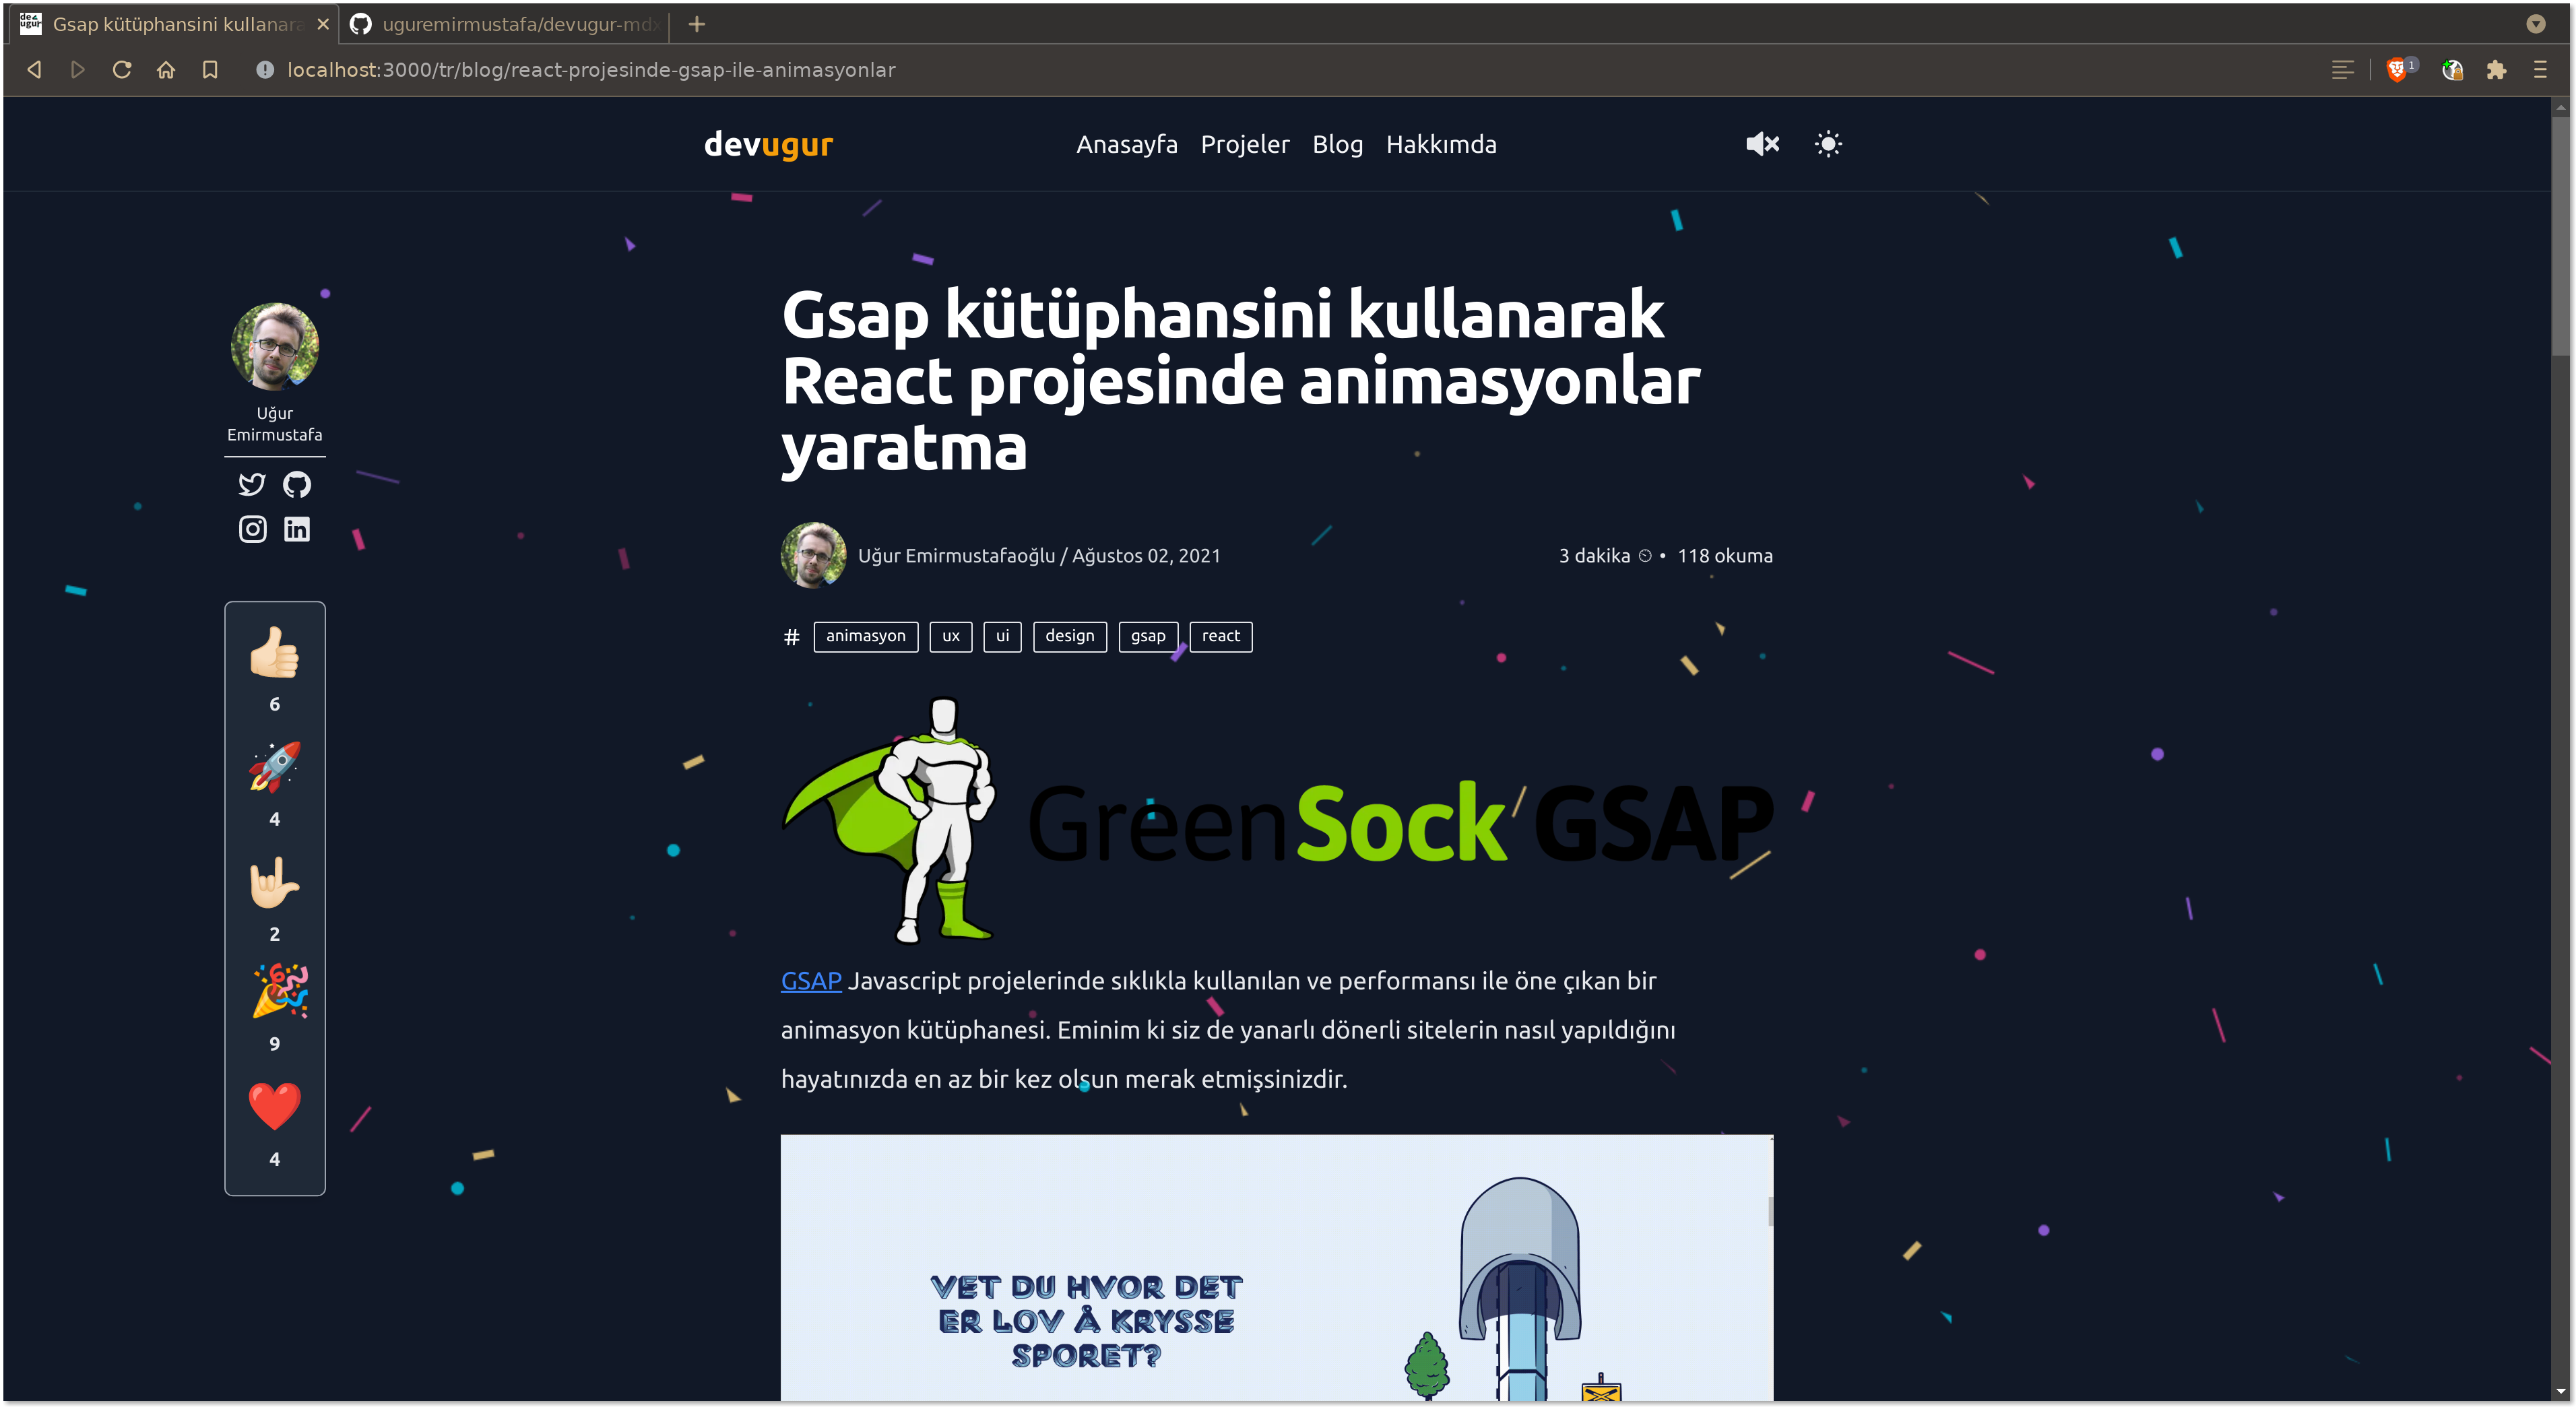 Gsap kütüphansini kullanara
uguremirmustafa/devugur-mdx
localhost:3000/tr/blog/react-projesinde-gsap-ile-animasyonlar
1
devugur
Anasayfa Projeler Blog Hakkımda
Gsap kütüphansini kullanarak
React projesinde animasyonlar
yaratma
Uğur
Emirmustafa
Uğur Emirmustafaoğlu / Ağustos 02, 2021
3 dakika • 118 okuma
# animasyon ux ui design gsap react
6
4
2
9
4
GreenSock GSAP
GSAP Javascript projelerinde sıklıkla kullanılan ve performansı ile öne çıkan bir
animasyon kütüphanesi. Eminim ki siz de yanarlı dönerli sitelerin nasıl yapıldığını
hayatınızda en az bir kez olsun merak etmişsinizdir.
VET DU HVOR DET
ER LOV Å KRYSSE
SPORET?